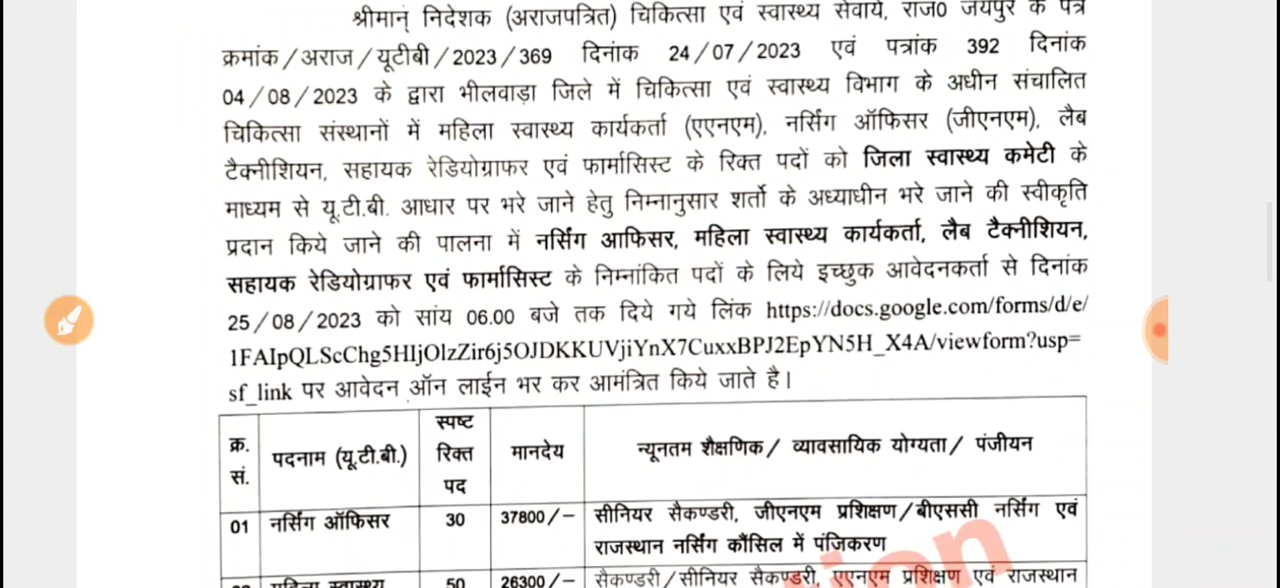 श्रीमान् निदेशक (अराजपत्रित) चिकित्सा एवं स्वास्थ्य सेवायें, राज0 जयपुर के पत्र
क्रमांक/अराज/यूटीबी/2023/369 दिनांक 24/07/2023 एवं पत्रांक 392 दिनांक
04/08/2023 के द्वारा भीलवाड़ा जिले में चिकित्सा एवं स्वास्थ्य विभाग के अधीन संचालित
चिकित्सा संस्थानों में महिला स्वास्थ्य कार्यकर्ता (एएनएम), नर्सिंग ऑफिसर (जीएनएम), लैब
टैक्नीशियन, सहायक रेडियोग्राफर एवं फार्मासिस्ट के रिक्त पदों को जिला स्वास्थ्य कमेटी के
माध्यम से यू.टी.बी. आधार पर भरे जाने हेतु निम्नानुसार शर्तो के अध्याधीन भरे जाने की स्वीकृति
प्रदान किये जाने की पालना में नर्सिंग आफिसर, महिला स्वास्थ्य कार्यकर्ता, लैब टैक्नीशियन,
सहायक रेडियोग्राफर एवं फार्मासिस्ट के निम्नांकित पदों के लिये इच्छुक आवेदनकर्ता से दिनांक
25/08/2023 को सांय 06.00 बजे तक दिये गये लिंक https://docs.google.com/forms/d/e/
1FAIpQLScChg5HIjOlzZir6j5OJDKKUVjiYnX7CuxxBPJ2EpYN5H_X4A/viewform?usp=
sf_link पर आवेदन ऑन लाईन भर कर आमंत्रित किये जाते है।
क्र. सं. पदनाम (यू.टी.बी.) स्पष्ट रिक्त पद मानदेय न्यूनतम शैक्षणिक/ व्यावसायिक योग्यता/ पंजीयन
01 नर्सिंग ऑफिसर 30 37800/- सीनियर सैकण्डरी, जीएनएम प्रशिक्षण/बीएससी नर्सिंग एवं
राजस्थान नर्सिंग कौंसिल में पंजिकरण
महिला स्वास्थ्य 50 26300/- सैकण्डरी/सीनियर सैकण्डरी, एएनएम प्रशिक्षण एवं राजस्थान